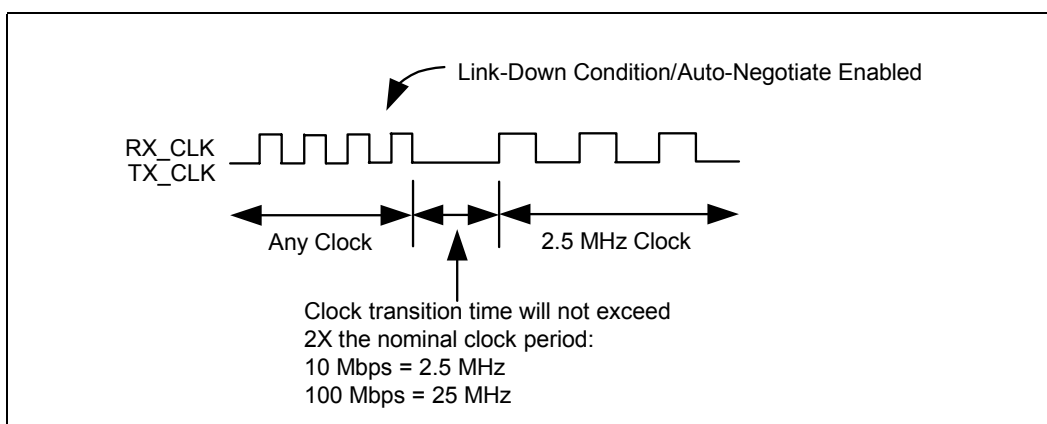 Link-Down Condition/Auto-Negotiate Enabled
RX_CLK
TX_CLK
Any Clock
2.5 MHz Clock
Clock transition time will not exceed
2X the nominal clock period:
10 Mbps = 2.5 MHz
100 Mbps = 25 MHz